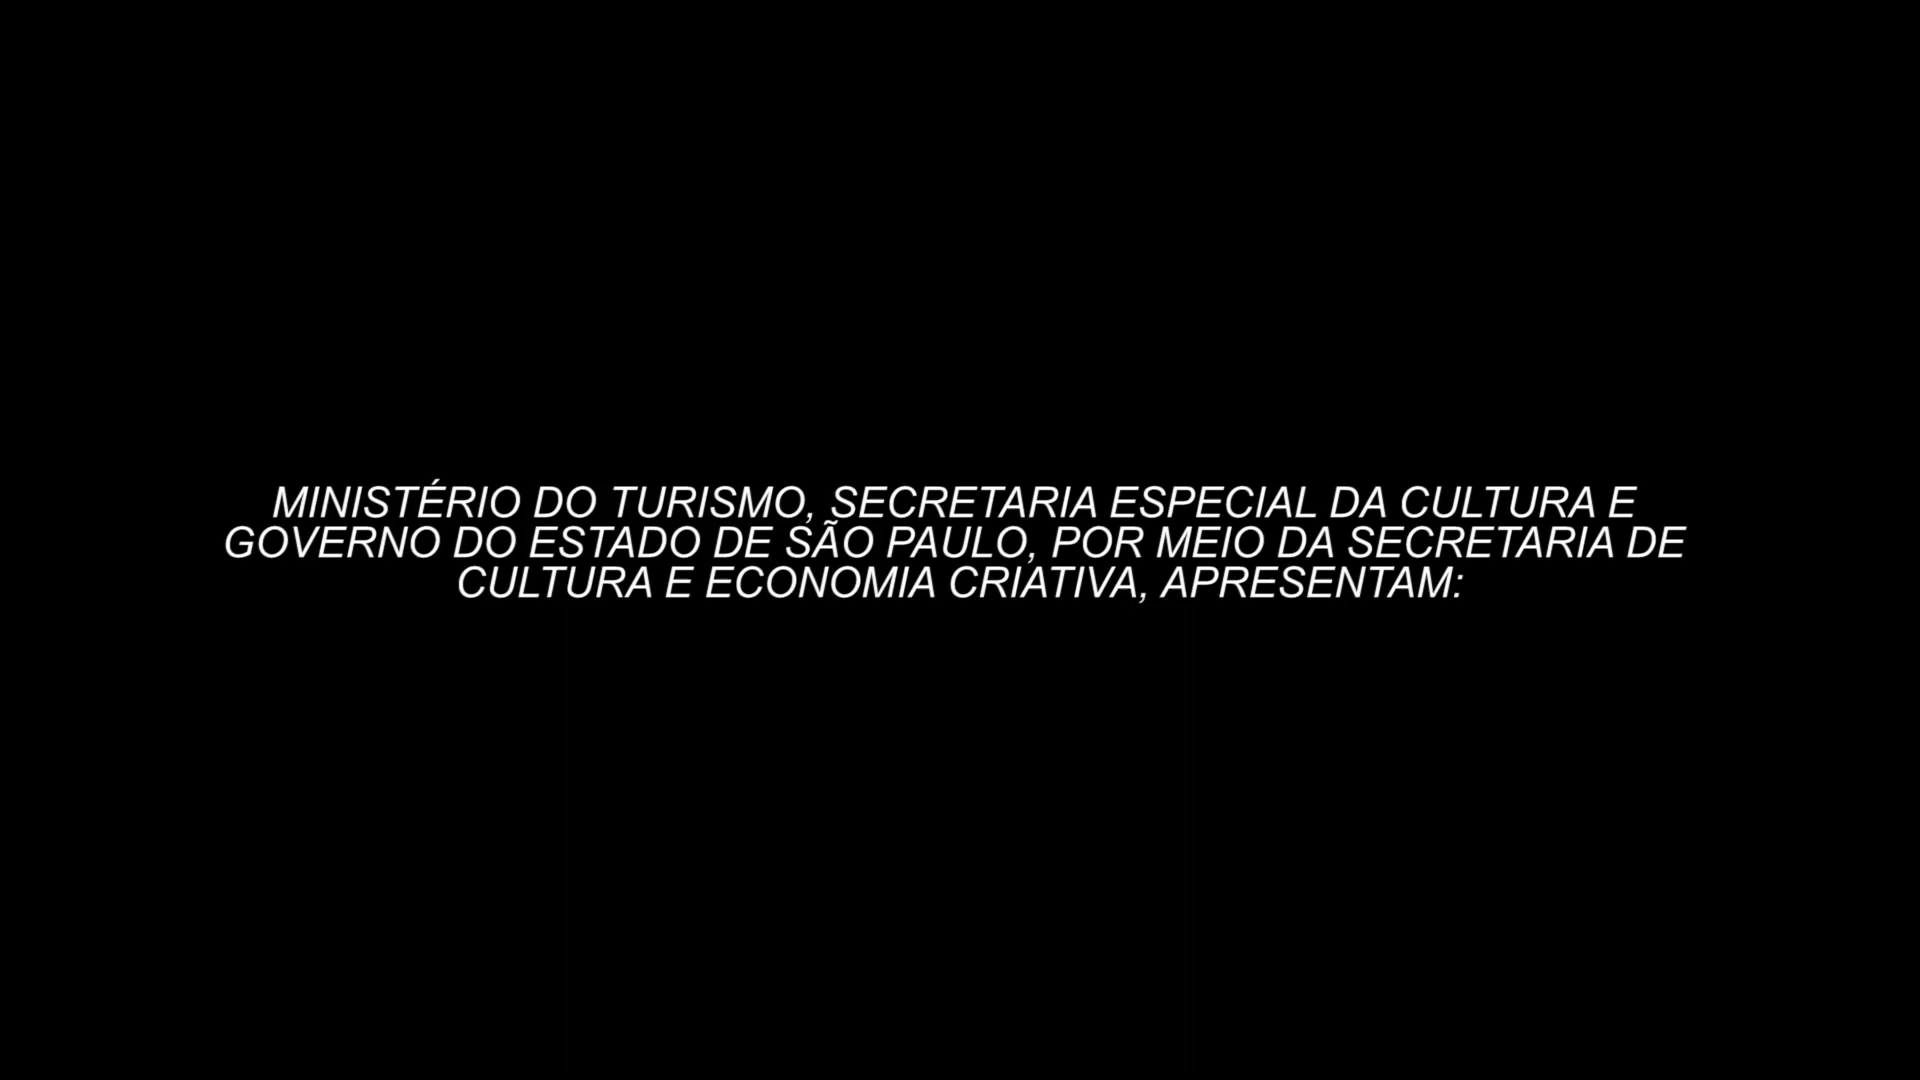 MINISTÉRIO DO TURISMO, SECRETARIA ESPECIAL DA CULTURA E
GOVERNO DO ESTADO DE SÃO PAULO, POR MEIO DA SECRETARIA DE
CULTURA E ECONOMIA CRIATIVA, APRESENTAM: